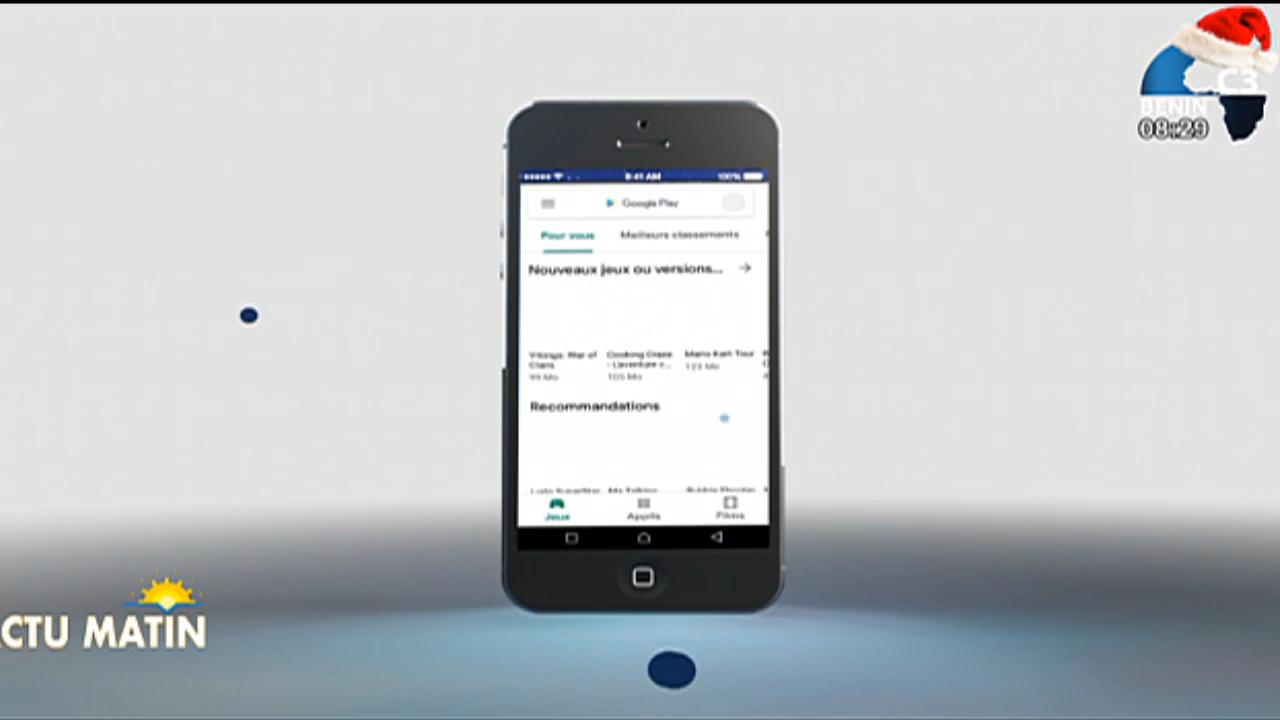 C3
BENIN
08:29
9:41 AM
100%
Google Play
Pour vous
Meilleurs classements
Nouveaux jeux ou versions...
Vikings: War of
Clans
99 Mo
Cooking Craze
- L'aventure c...
105 Mo
Mario Kart Tour
123 Mo
Recommandations
Jeux
Applis
Films
CTU MATIN